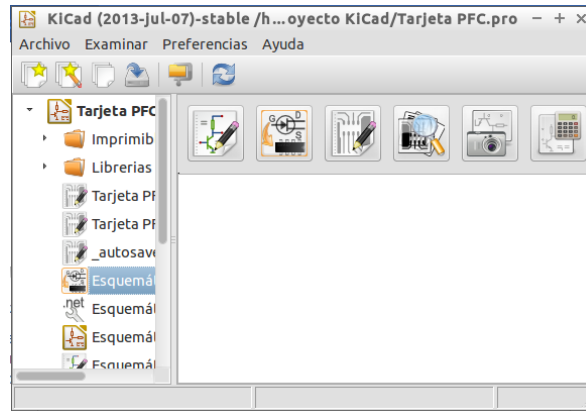 KiCad (2013-jul-07)-stable /h...oyecto KiCad/Tarjeta PFC.pro
Archivo Examinar Preferencias Ayuda
Tarjeta PFC
Imprimib
Librerias
Tarjeta PF
Tarjeta PF
_autosave
Esquemá
.net Esquemá
Esquemá
Esquemá
G D
S